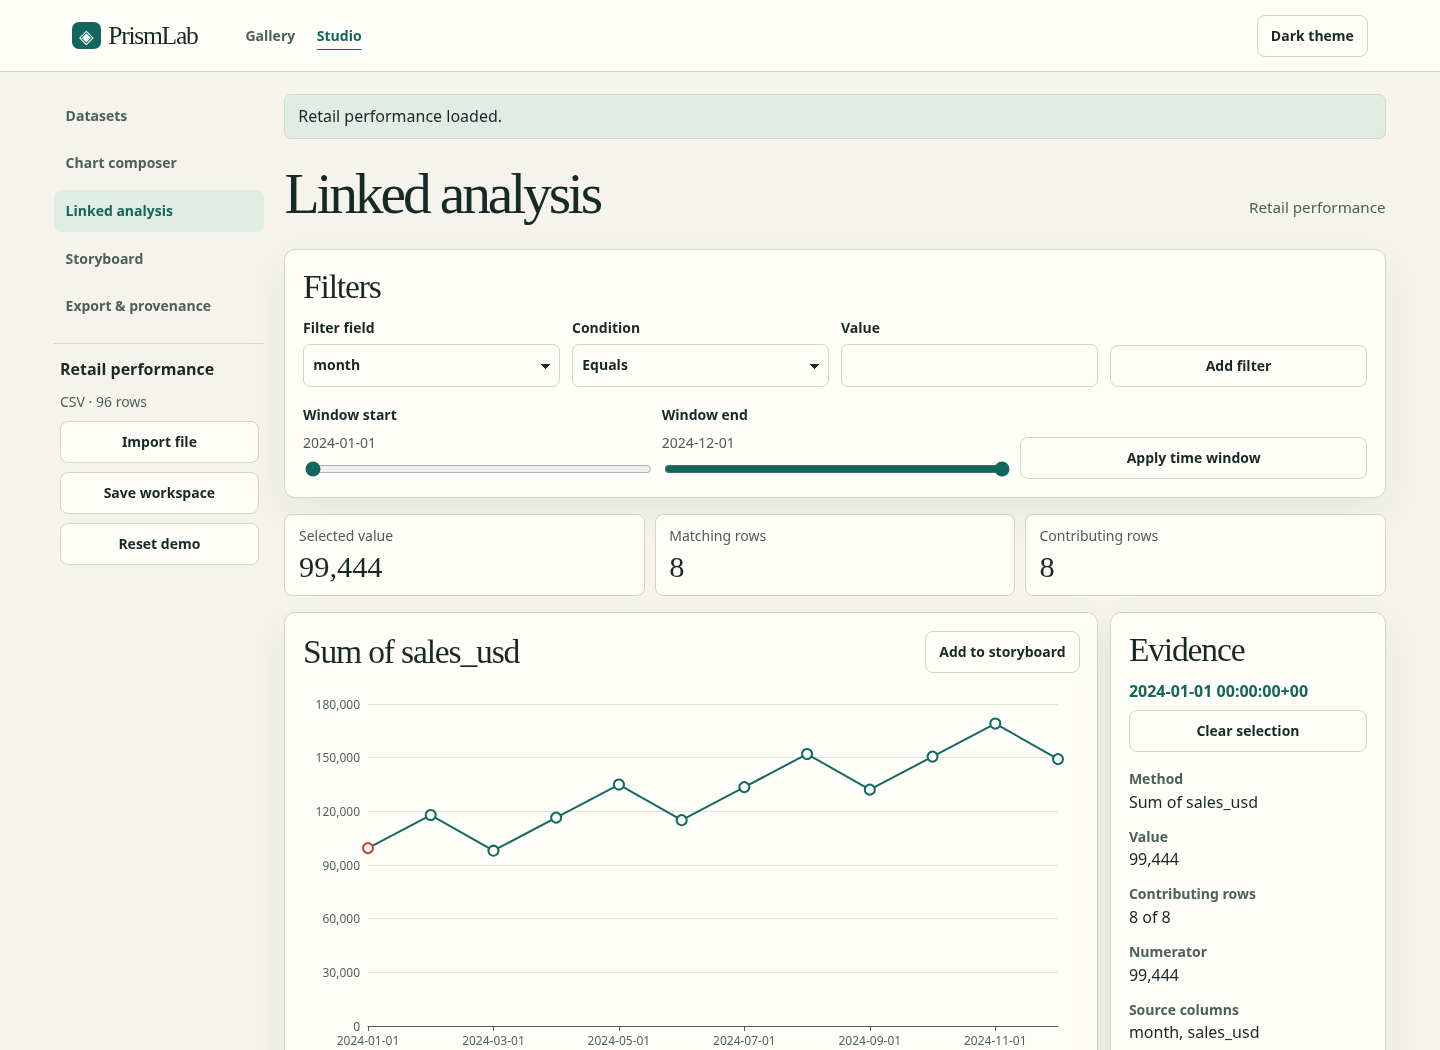 PrismLab
Gallery
Studio
Dark theme
Datasets
Chart composer
Linked analysis
Storyboard
Export & provenance
Retail performance
CSV · 96 rows
Import file
Save workspace
Reset demo
Retail performance loaded.
Linked analysis
Retail performance
Filters
Filter field
Condition
Value
month
Equals
Add filter
Window start
Window end
2024-01-01
2024-12-01
Apply time window
Selected value
99,444
Matching rows
8
Contributing rows
8
Sum of sales_usd
Add to storyboard
180,000
150,000
120,000
90,000
60,000
30,000
0
2024-01-01
2024-03-01
2024-05-01
2024-07-01
2024-09-01
2024-11-01
Evidence
2024-01-01 00:00:00+00
Clear selection
Method
Sum of sales_usd
Value
99,444
Contributing rows
8 of 8
Numerator
99,444
Source columns
month, sales_usd